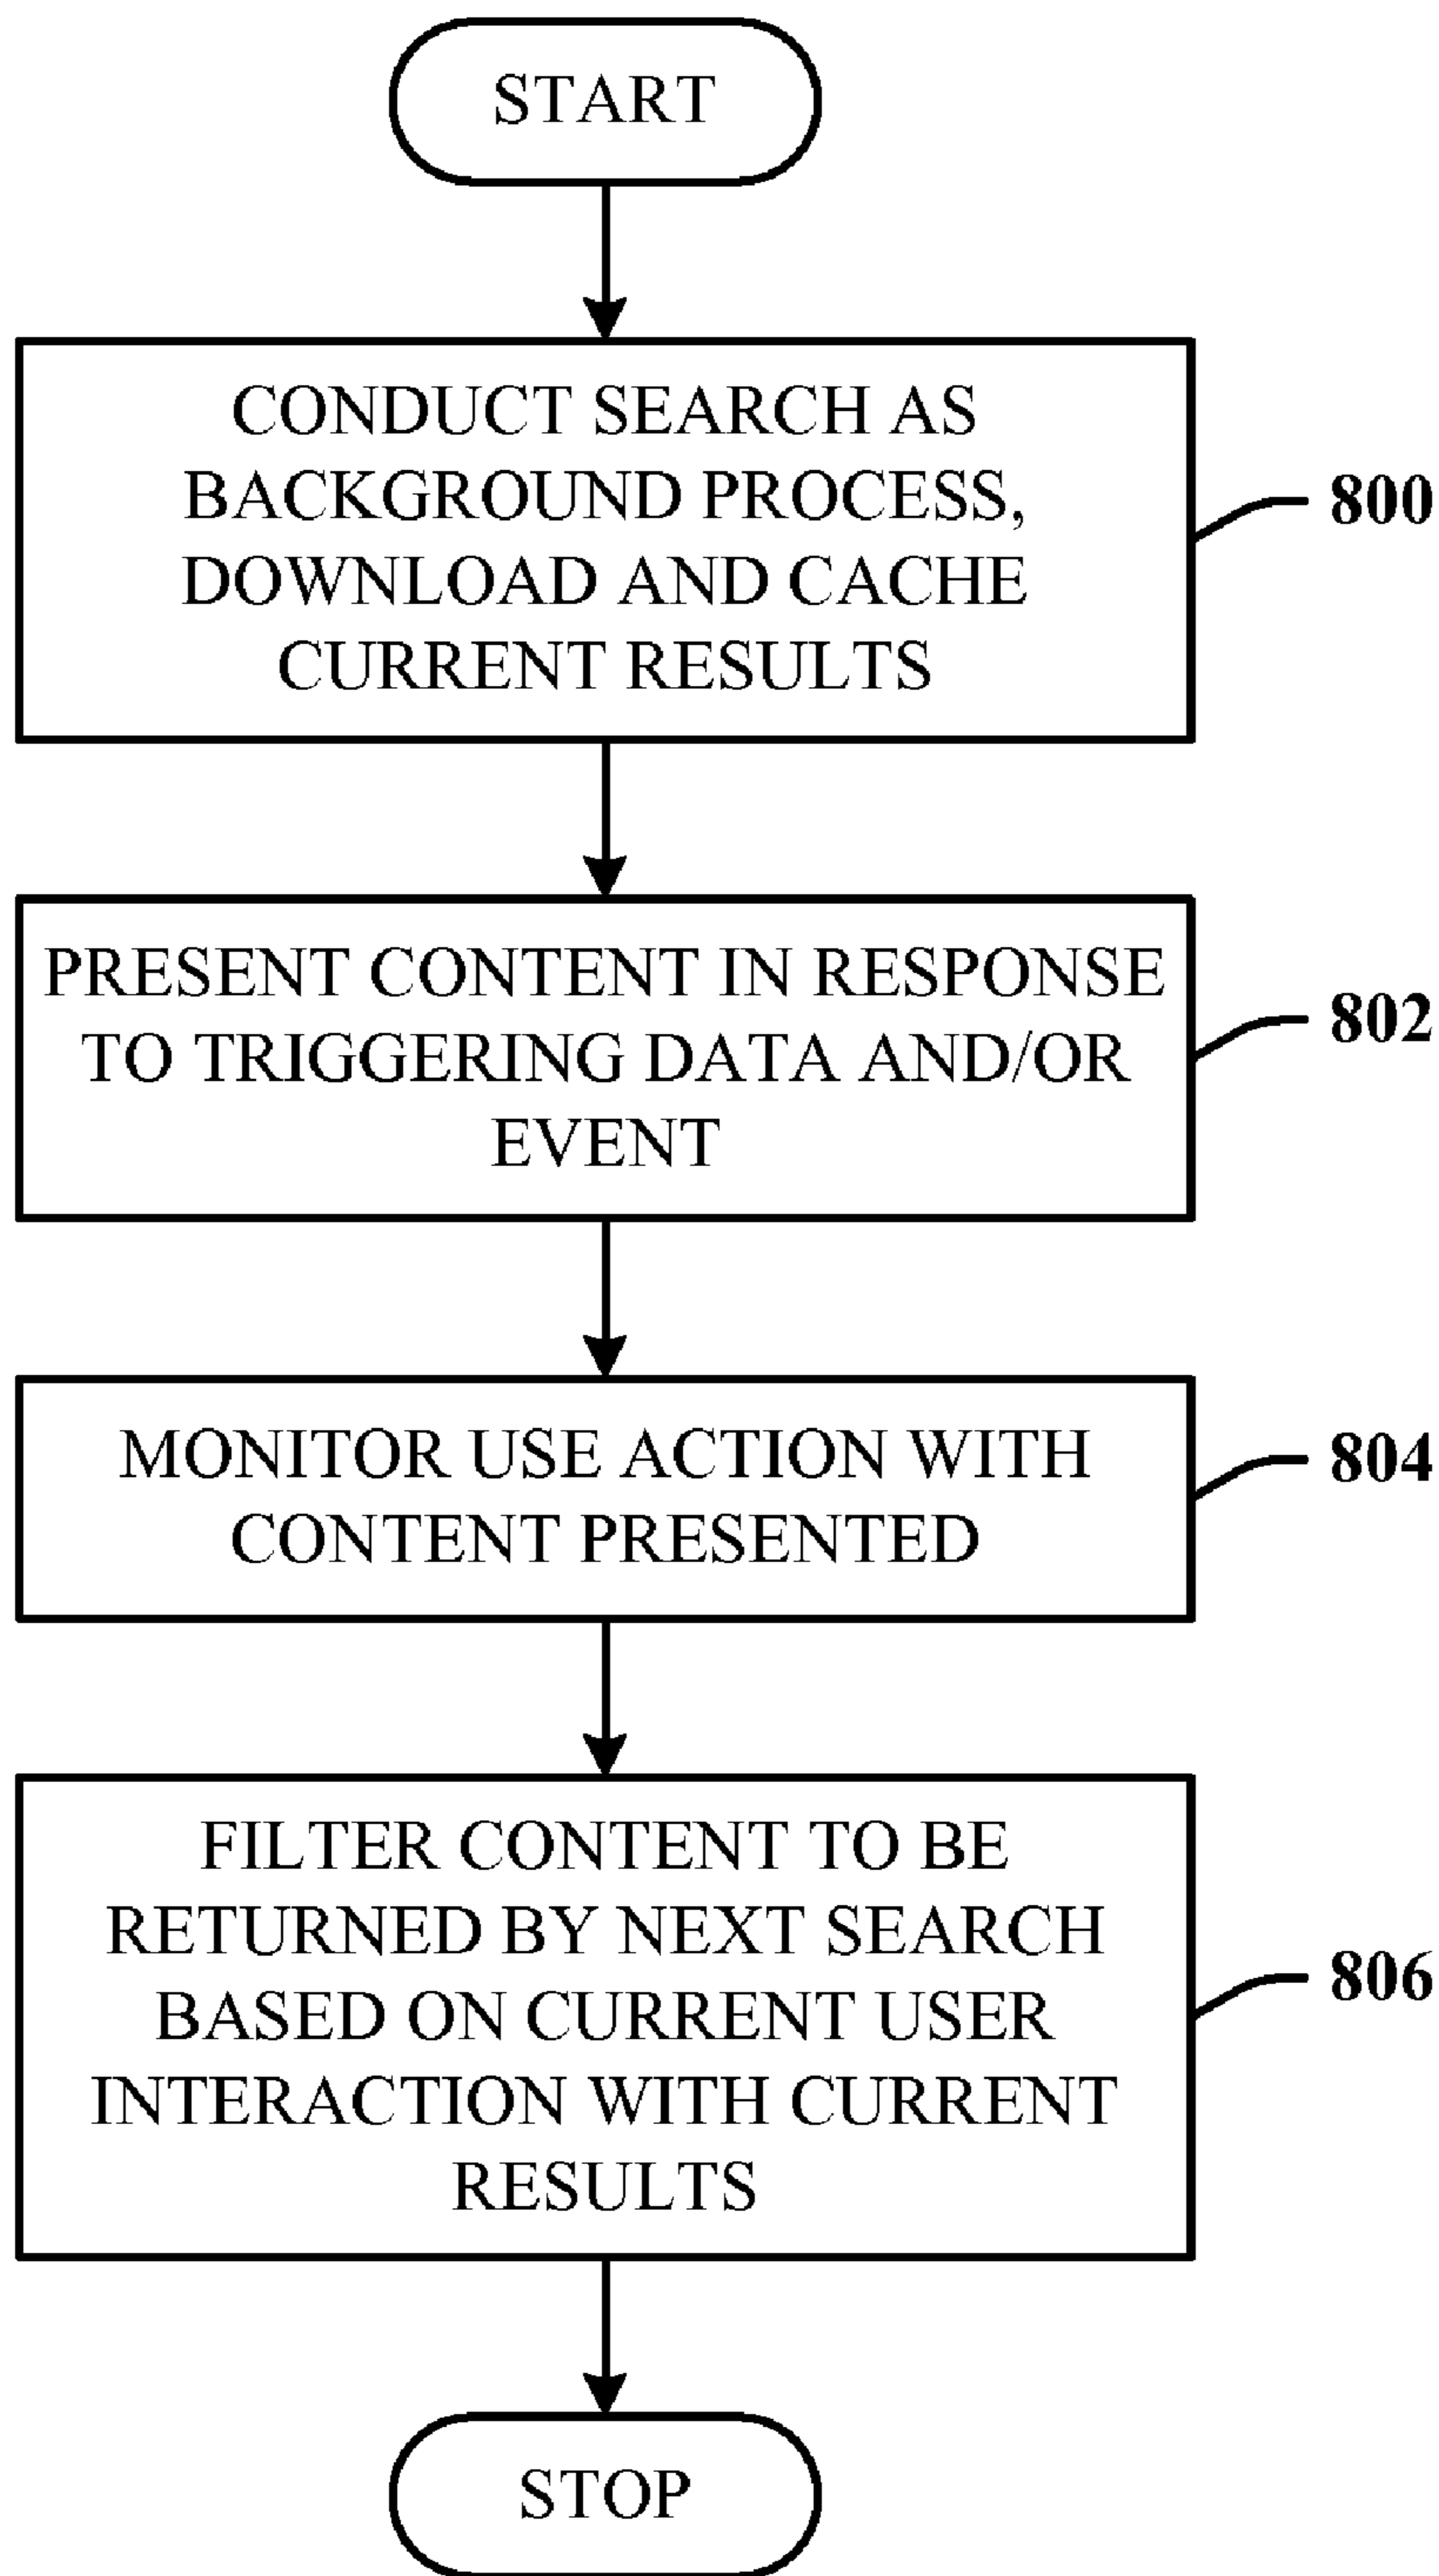 START
CONDUCT SEARCH AS
BACKGROUND PROCESS,
DOWNLOAD AND CACHE
CURRENT RESULTS
800
PRESENT CONTENT IN RESPONSE
TO TRIGGERING DATA AND/OR
EVENT
802
MONITOR USE ACTION WITH
CONTENT PRESENTED
804
FILTER CONTENT TO BE
RETURNED BY NEXT SEARCH
BASED ON CURRENT USER
INTERACTION WITH CURRENT
RESULTS
806
STOP